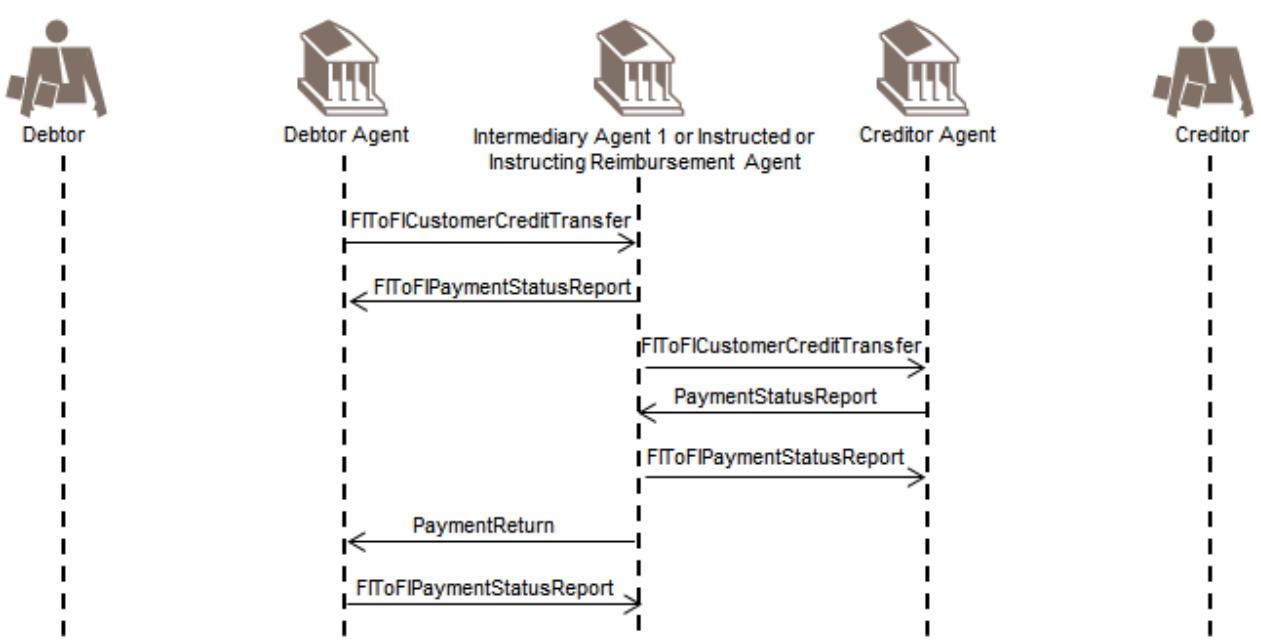 Debtor
Debtor Agent
Intermediary Agent 1 or Instructed or
Instructing Reimbursement Agent
Creditor Agent
Creditor
FIToFICustomerCreditTransfer
FIToFIPaymentStatusReport
FIToFICustomerCreditTransfer
PaymentStatusReport
FIToFIPaymentStatusReport
PaymentReturn
FIToFIPaymentStatusReport